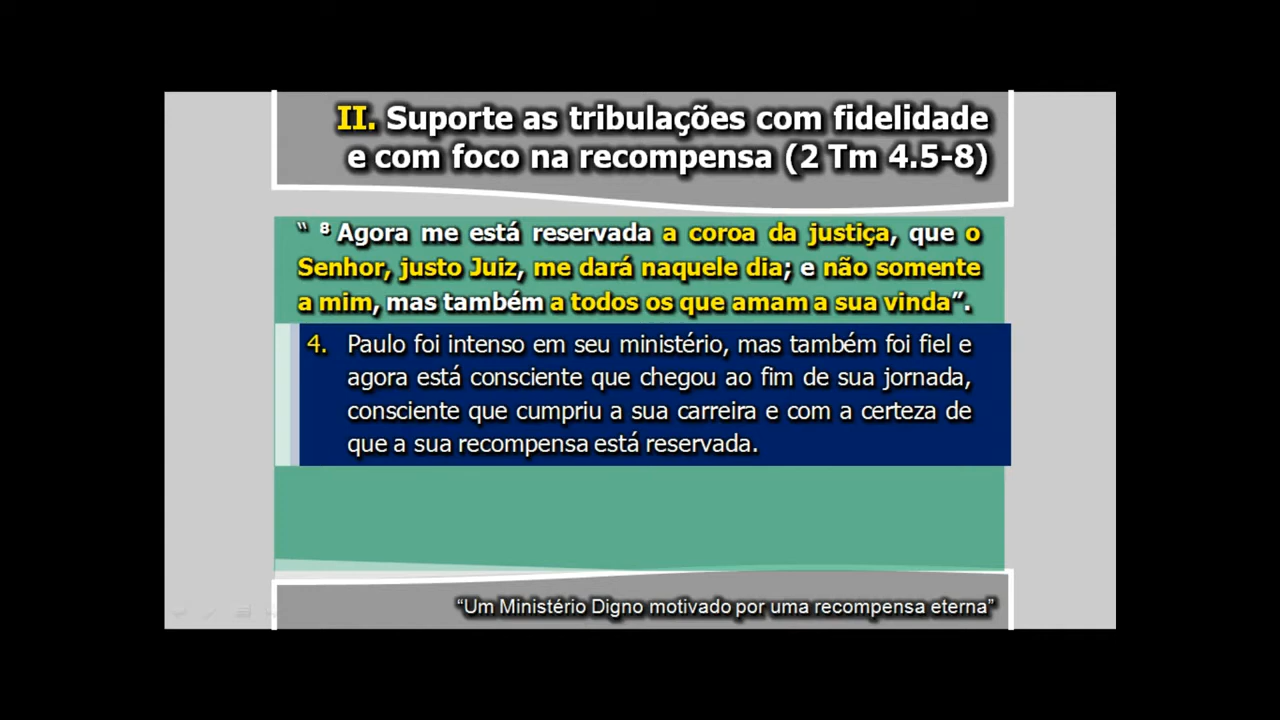 II. Suporte as tribulações com fidelidade
e com foco na recompensa (2 Tm 4.5-8)
“ ⁸ Agora me está reservada a coroa da justiça, que o
Senhor, justo Juiz, me dará naquele dia; e não somente
a mim, mas também a todos os que amam a sua vinda”.
4. Paulo foi intenso em seu ministério, mas também foi fiel e
agora está consciente que chegou ao fim de sua jornada,
consciente que cumpriu a sua carreira e com a certeza de
que a sua recompensa está reservada.
“Um Ministério Digno motivado por uma recompensa eterna”